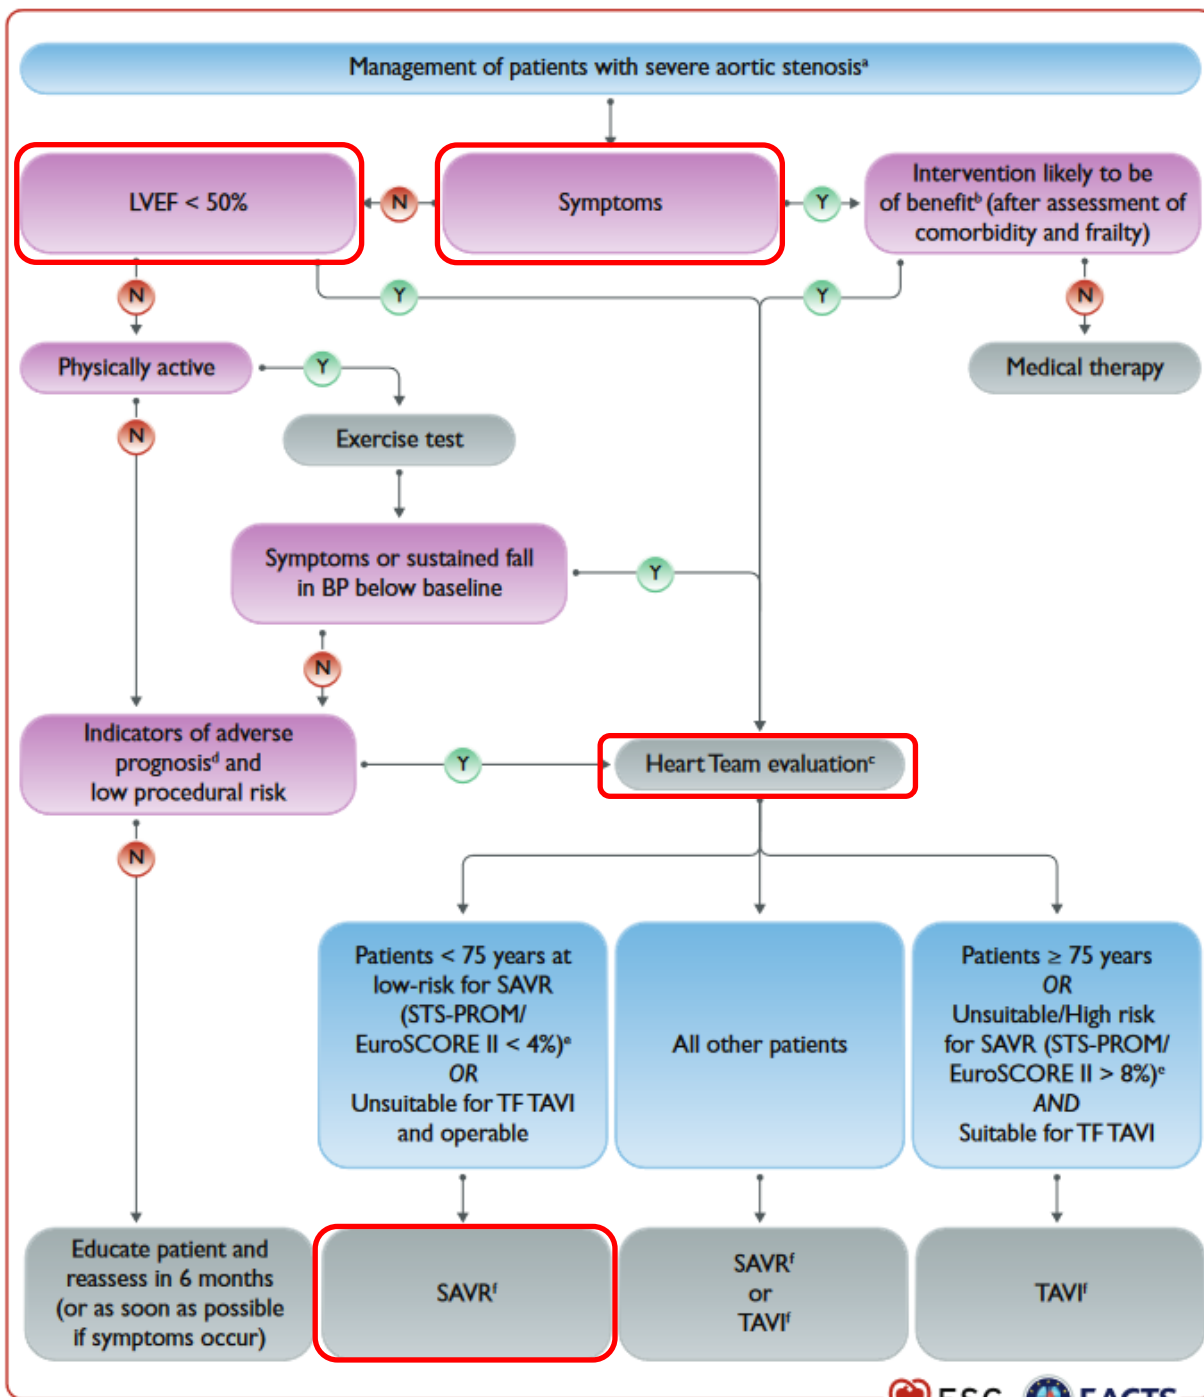 Management of patients with severe aortic stenosisᵃ
LVEF < 50%
N
Symptoms
Y
Intervention likely to be
of benefitᵇ (after assessment of
comorbidity and frailty)
N
Y
Y
N
Physically active
Y
Medical therapy
N
Exercise test
Symptoms or sustained fall
in BP below baseline
Y
N
Indicators of adverse
prognosisᵈ and
low procedural risk
Y
Heart Team evaluationᶜ
N
Patients < 75 years at
low-risk for SAVR
(STS-PROM/
EuroSCORE II < 4%)ᵉ
OR
Unsuitable for TF TAVI
and operable
All other patients
Patients ≥ 75 years
OR
Unsuitable/High risk
for SAVR (STS-PROM/
EuroSCORE II > 8%)ᵉ
AND
Suitable for TF TAVI
Educate patient and
reassess in 6 months
(or as soon as possible
if symptoms occur)
SAVRᶠ
SAVRᶠ
or
TAVIᶠ
TAVIᶠ
ESC
EACTS